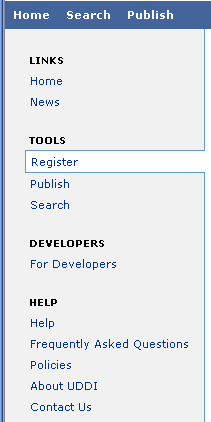 Home Search Publish
LINKS
Home
News
TOOLS
Register
Publish
Search
DEVELOPERS
For Developers
HELP
Help
Frequently Asked Questions
Policies
About UDDI
Contact Us